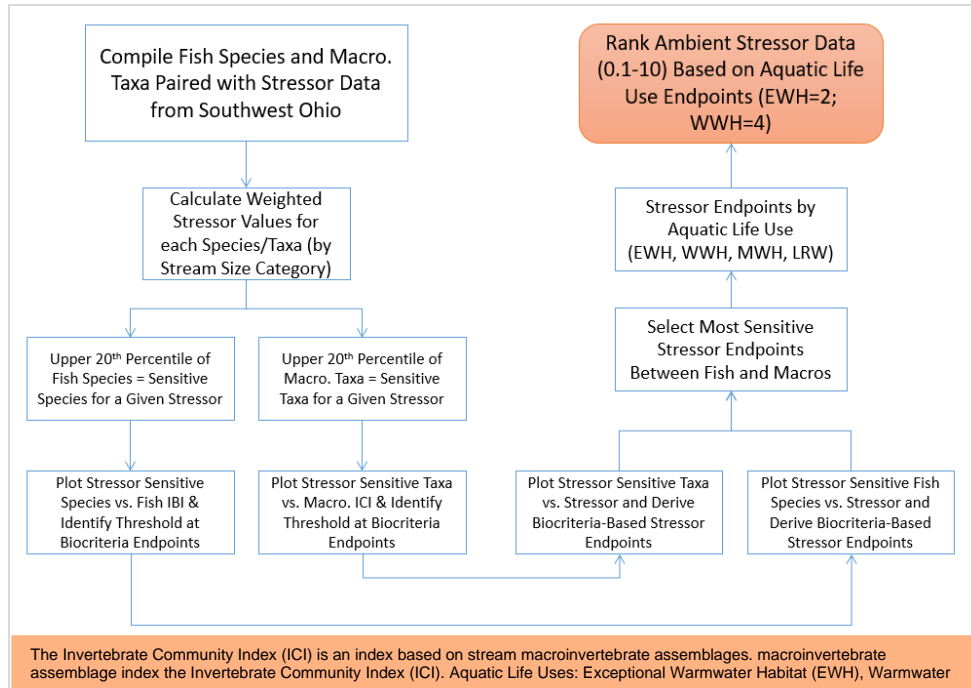 Compile Fish Species and Macro.
Taxa Paired with Stressor Data
from Southwest Ohio
Calculate Weighted
Stressor Values for
each Species/Taxa (by
Stream Size Category)
Upper 20th Percentile of
Fish Species = Sensitive
Species for a Given Stressor
Upper 20th Percentile of
Macro. Taxa = Sensitive
Taxa for a Given Stressor
Plot Stressor Sensitive
Species vs. Fish IBI &
Identify Threshold at
Biocriteria Endpoints
Plot Stressor Sensitive Taxa
vs. Macro. ICI & Identify
Threshold at Biocriteria
Endpoints
Plot Stressor Sensitive Taxa
vs. Stressor and Derive
Biocriteria-Based Stressor
Endpoints
Plot Stressor Sensitive Fish
Species vs. Stressor and
Derive Biocriteria-Based
Stressor Endpoints
Select Most Sensitive
Stressor Endpoints
Between Fish and Macros
Stressor Endpoints by
Aquatic Life Use
(EWH, WWH, MWH, LRW)
Rank Ambient Stressor Data
(0.1-10) Based on Aquatic Life
Use Endpoints (EWH=2;
WWH=4)
The Invertebrate Community Index (ICI) is an index based on stream macroinvertebrate assemblages. macroinvertebrate
assemblage index the Invertebrate Community Index (ICI). Aquatic Life Uses: Exceptional Warmwater Habitat (EWH), Warmwater